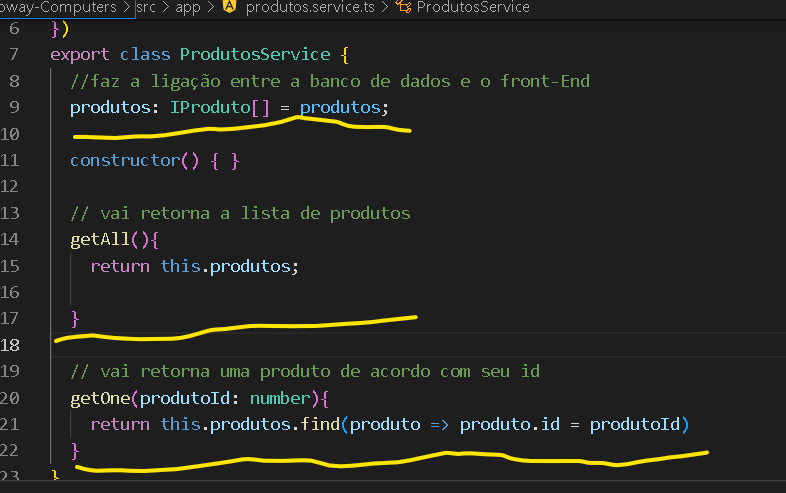 oway-Computers > src > app > produtos.service.ts > ProdutosService
6 })
7 export class ProdutosService {
8 //faz a ligação entre a banco de dados e o front-End
9 produtos: IProduto[] = produtos;
10
11 constructor() { }
12
13 // vai retorna a lista de produtos
14 getAll(){
15 return this.produtos;
16
17 }
18
19 // vai retorna uma produto de acordo com seu id
20 getOne(produtoId: number){
21 return this.produtos.find(produto => produto.id = produtoId)
22 }
23 }